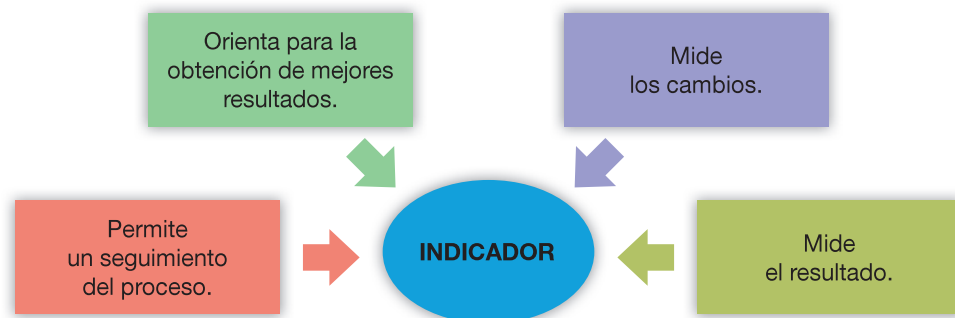 Orienta para la
obtención de mejores
resultados.
Mide
los cambios.
Permite
un seguimiento
del proceso.
INDICADOR
Mide
el resultado.